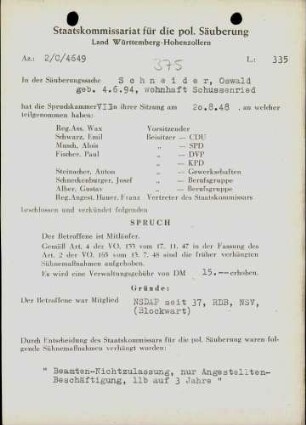 Staatskommissariat für die pol. Säuberung
Land Württemberg-Hohenzollern
Az.: 2/C/4649
375
L.: 335
In der Säuberungssache S c h n e i d e r, Oswald
geb. 4.6.94, wohnhaft Schussenried
hat die Spruchkammer VII in ihrer Sitzung am 20.8.48, an welcher
teilgenommen haben:
Reg.Ass. Wax Vorsitzender
Schwarz, Emil Beisitzer — CDU
Munds, Alois „ — SPD
Fischer, Paul „ — DVP
„ — KPD
Steinacher, Anton „ — Gewerkschaften
Schneckenburger, Josef „ — Berufsgruppe
Alber, Gustav „ — Berufsgruppe
Reg.Angest. Hauer, Franz Vertreter des Staatskommissars
beschlossen und verkündet folgenden
SPRUCH
Der Betroffene ist Mitläufer.
Gemäß Art. 4 der VO. 133 vom 17. 11. 47 in der Fassung des
Art. 2 der VO. 165 vom 13. 7. 48 sind die früher verhängten
Sühnemaßnahmen aufgehoben.
Es wird eine Verwaltungsgebühr von DM 15.-- erhoben.
Gründe:
Der Betroffene war Mitglied NSDAP seit 37, RDB, NSV,
(Blockwart)
Durch Entscheidung des Staatskommissars für die pol. Säuberung waren fol-
gende Sühnemaßnahmen verhängt worden:
" Beamten-Nichtzulassung, nur Angestellten-
Beschäftigung, 11b auf 3 Jahre "